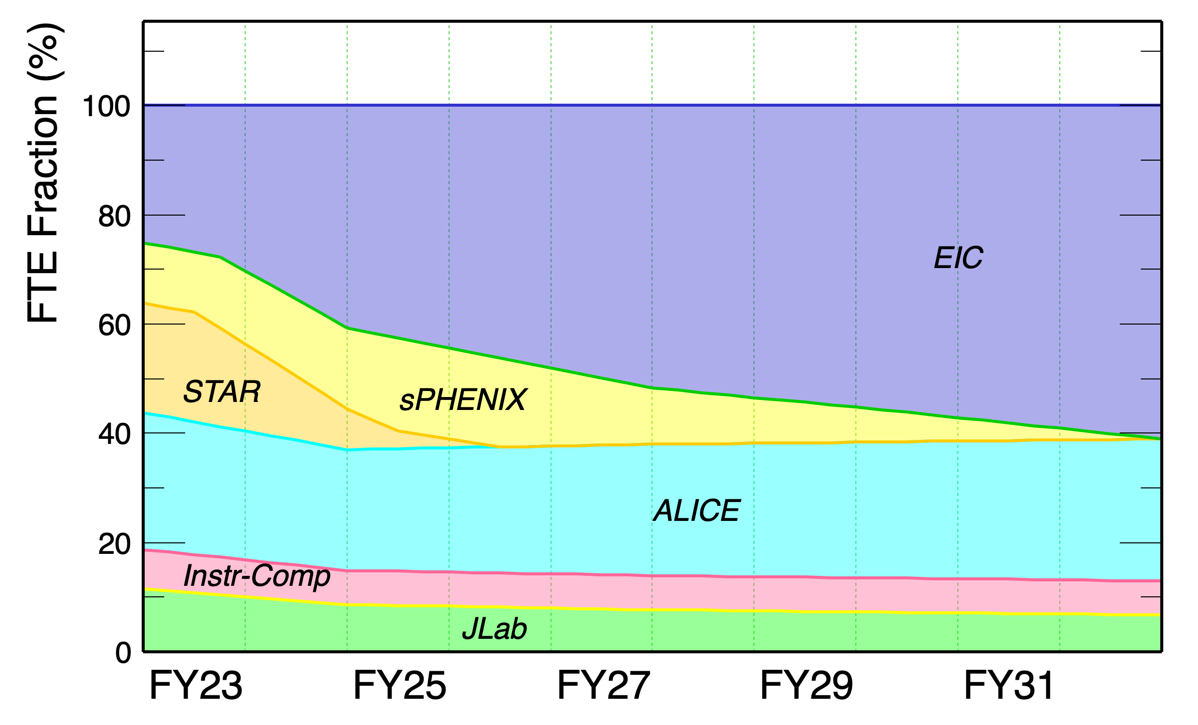 FTE Fraction (%)
100
80
60
40
20
0
EIC
STAR
sPHENIX
ALICE
Instr-Comp
JLab
FY23 FY25 FY27 FY29 FY31